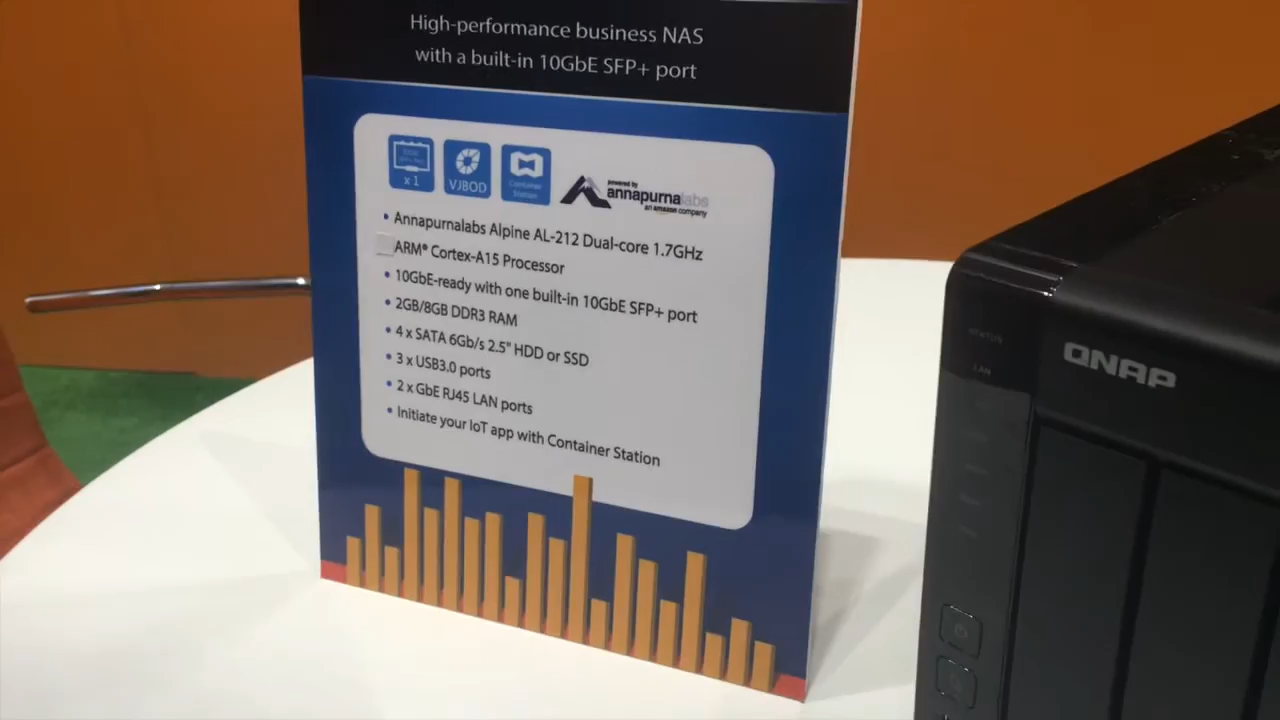 High-performance business NAS
with a built-in 10GbE SFP+ port
x 1
VJBOD
Container
Station
powered by
annapurnalabs
an amazon company
• Annapurnalabs Alpine AL-212 Dual-core 1.7GHz
ARM® Cortex-A15 Processor
• 10GbE-ready with one built-in 10GbE SFP+ port
• 2GB/8GB DDR3 RAM
• 4 x SATA 6Gb/s 2.5" HDD or SSD
• 3 x USB3.0 ports
• 2 x GbE RJ45 LAN ports
• Initiate your IoT app with Container Station
STATUS
LAN
QNAP